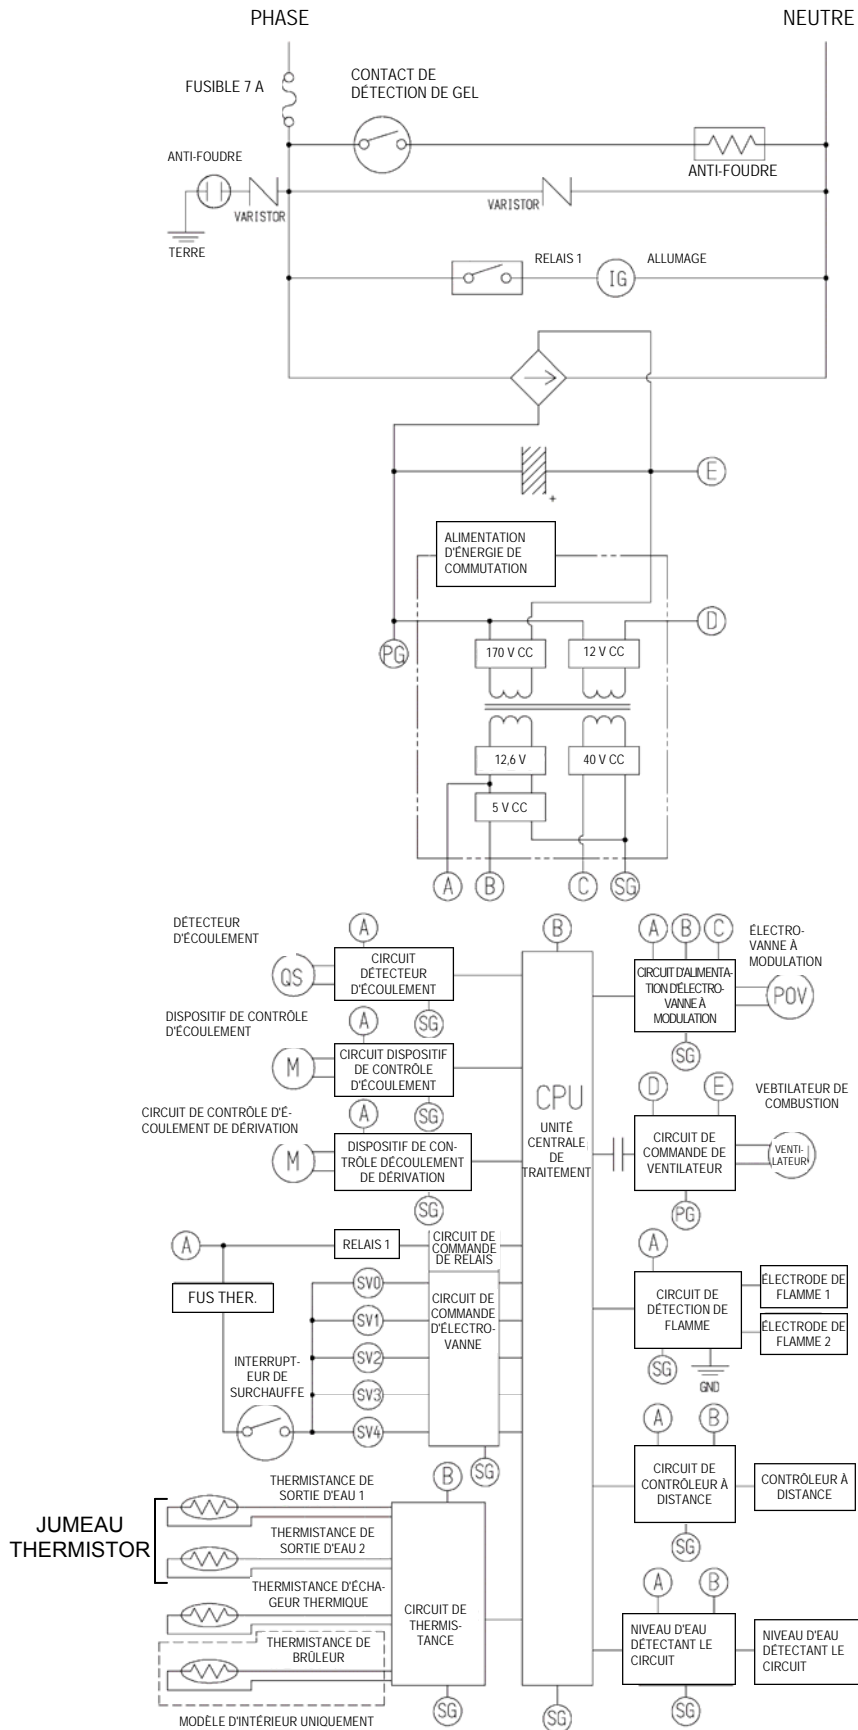 PHASE
NEUTRE
FUSIBLE 7 A
CONTACT DE
DÉTECTION DE GEL
ANTI-FOUDRE
ANTI-FOUDRE
VARISTOR
VARISTOR
TERRE
RELAIS 1
IG
ALLUMAGE
+
E
ALIMENTATION
D'ÉNERGIE DE
COMMUTATION
D
PG
170 V CC
12 V CC
12,6 V
40 V CC
5 V CC
A
B
C
SG
DÉTECTEUR
D'ÉCOULEMENT
A
QS
CIRCUIT
DÉTECTEUR
D'ÉCOULEMENT
SG
DISPOSITIF DE CONTRÔLE
D'ÉCOULEMENT
A
M
CIRCUIT DISPOSITIF
DE CONTRÔLE
D'ÉCOULEMENT
SG
CIRCUIT DE CONTRÔLE D'É-
COULEMENT DE DÉRIVATION
A
M
DISPOSITIF DE CON-
TRÔLE DÉCOULEMENT
DE DÉRIVATION
SG
A
RELAIS 1
CIRCUIT DE
COMMANDE
DE RELAIS
FUS THER.
SV0
SV1
SV2
SV3
SV4
CIRCUIT DE
COMMANDE
D'ÉLECTRO-
VANNE
SG
INTERRUPT-
EUR DE
SURCHAUFFE
JUMEAU
THERMISTOR
THERMISTANCE DE
SORTIE D'EAU 1
THERMISTANCE DE
SORTIE D'EAU 2
THERMISTANCE D'ÉCHA-
GEUR THERMIQUE
THERMISTANCE DE
BRÛLEUR
MODÈLE D'INTÉRIEUR UNIQUEMENT
B
CIRCUIT DE
THERMIS-
TANCE
SG
B
CPU
UNITÉ
CENTRALE
DE
TRAITEMENT
SG
A
B
C
ÉLECTRO-
VANNE À
MODULATION
CIRCUIT D'ALIMENTA-
TION D'ÉLECTRO-
VANNE À
MODULATION
POV
SG
D
E
VEBTILATEUR DE
COMBUSTION
CIRCUIT DE
COMMANDE DE
VENTILATEUR
VENTI-
LATEUR
PG
A
CIRCUIT DE
DÉTECTION DE
FLAMME
ÉLECTRODE DE
FLAMME 1
ÉLECTRODE DE
FLAMME 2
SG
GND
A
B
CIRCUIT DE
CONTRÔLEUR À
DISTANCE
CONTRÔLEUR À
DISTANCE
SG
A
B
NIVEAU D'EAU
DÉTECTANT LE
CIRCUIT
NIVEAU D'EAU
DÉTECTANT LE
CIRCUIT
SG